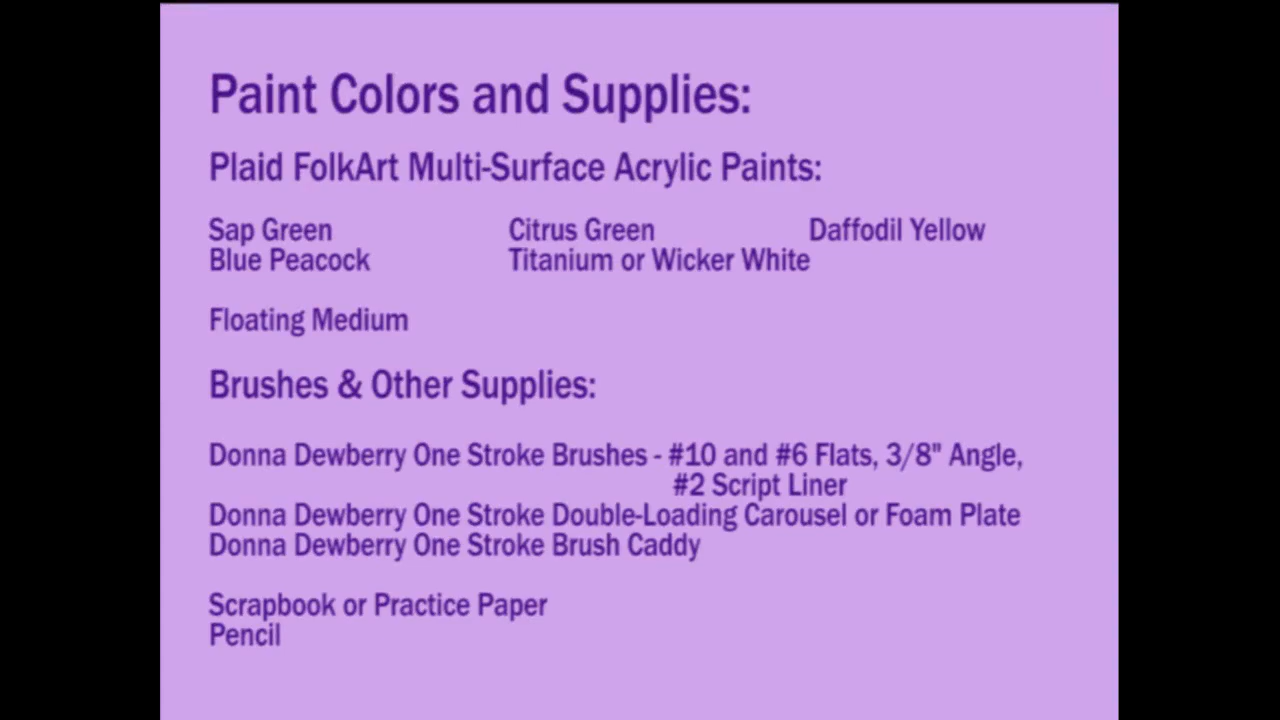 Paint Colors and Supplies:
Plaid FolkArt Multi-Surface Acrylic Paints:
Sap Green Citrus Green Daffodil Yellow
Blue Peacock Titanium or Wicker White
Floating Medium
Brushes & Other Supplies:
Donna Dewberry One Stroke Brushes - #10 and #6 Flats, 3/8" Angle,
#2 Script Liner
Donna Dewberry One Stroke Double-Loading Carousel or Foam Plate
Donna Dewberry One Stroke Brush Caddy
Scrapbook or Practice Paper
Pencil